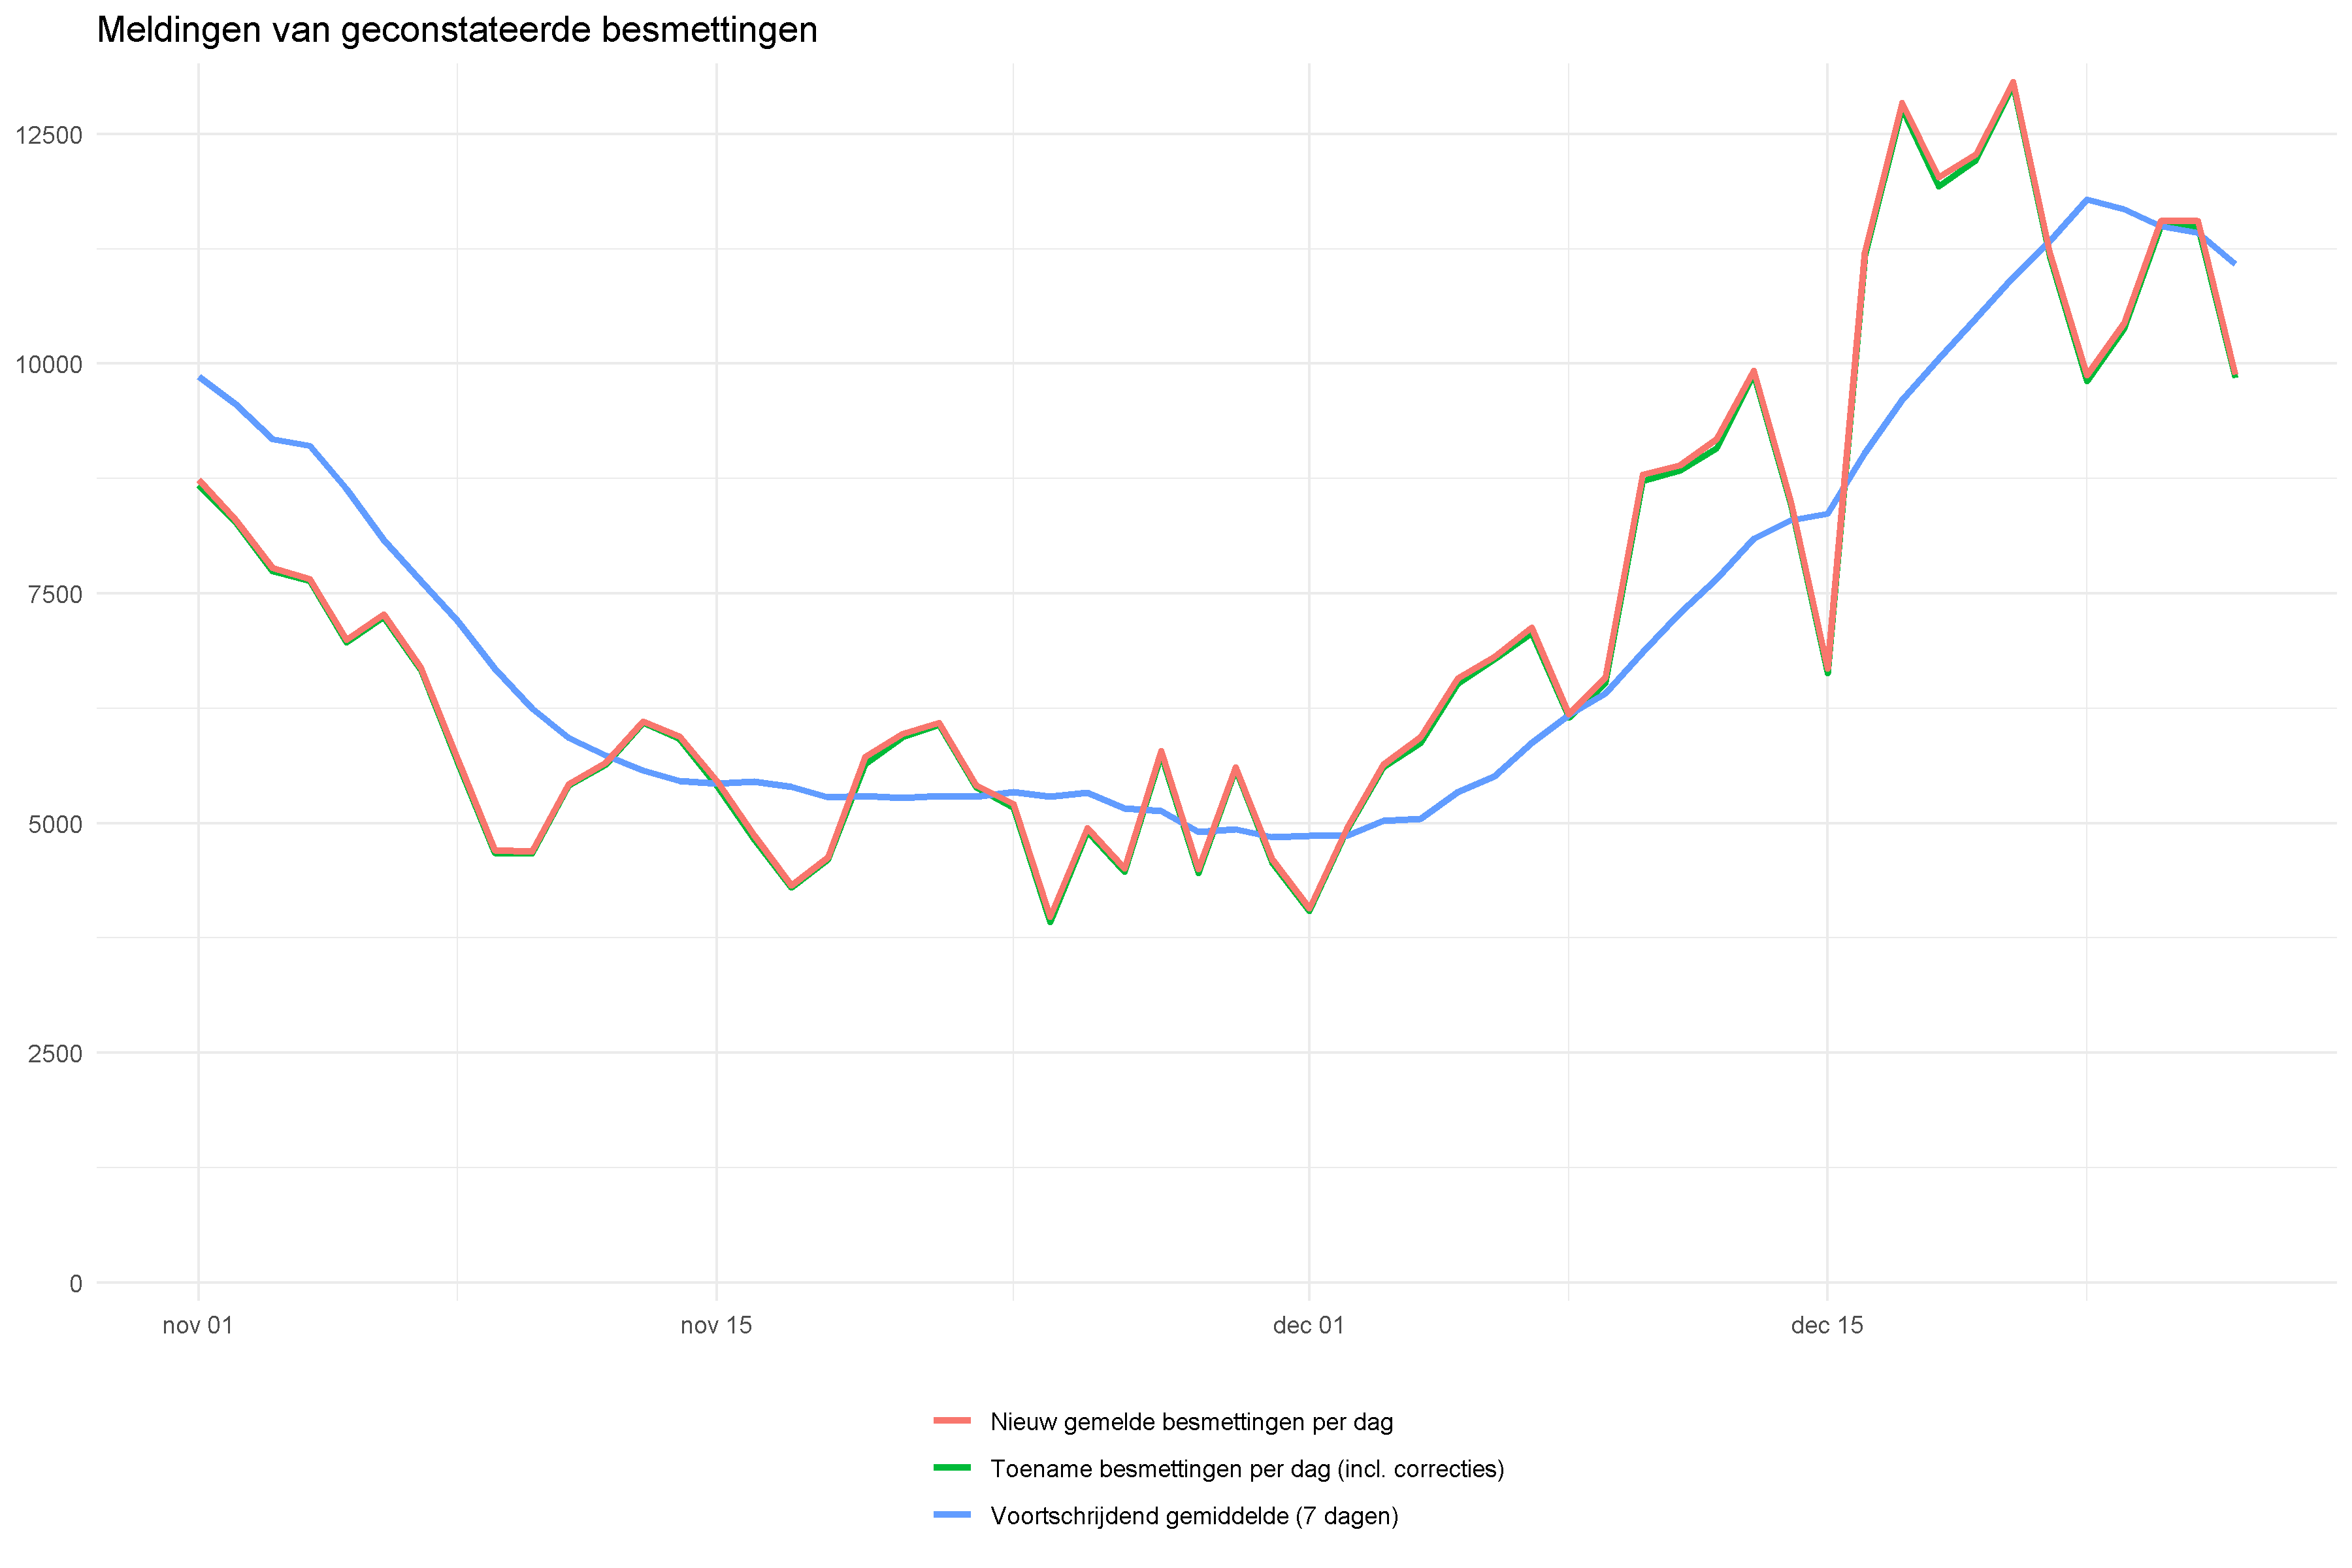 Meldingen van geconstateerde besmettingen
12500
10000
7500
5000
2500
0
nov 01 nov 15 dec 01 dec 15
Nieuw gemelde besmettingen per dag
Toename besmettingen per dag (incl. correcties)
Voortschrijdend gemiddelde (7 dagen)